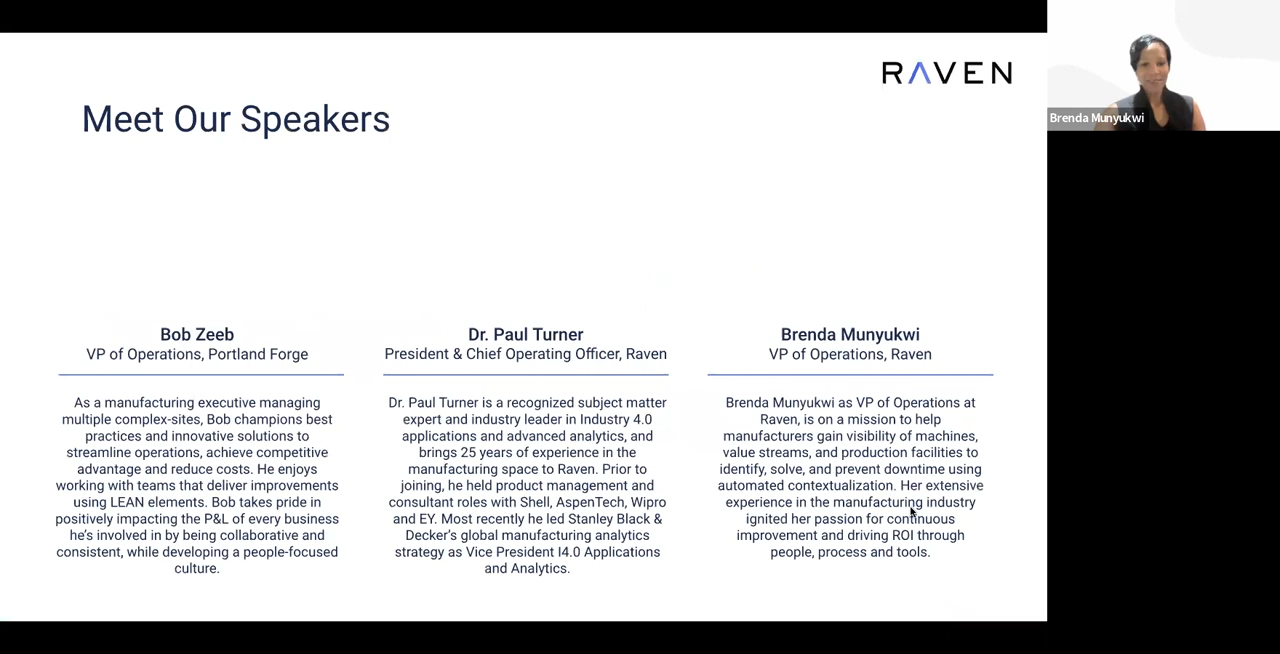 RAVEN
Brenda Munyukwi
Meet Our Speakers
Bob Zeeb
VP of Operations, Portland Forge
As a manufacturing executive managing
multiple complex-sites, Bob champions best
practices and innovative solutions to
streamline operations, achieve competitive
advantage and reduce costs. He enjoys
working with teams that deliver improvements
using LEAN elements. Bob takes pride in
positively impacting the P&L of every business
he's involved in by being collaborative and
consistent, while developing a people-focused
culture.
Dr. Paul Turner
President & Chief Operating Officer, Raven
Dr. Paul Turner is a recognized subject matter
expert and industry leader in Industry 4.0
applications and advanced analytics, and
brings 25 years of experience in the
manufacturing space to Raven. Prior to
joining, he held product management and
consultant roles with Shell, AspenTech, Wipro
and EY. Most recently he led Stanley Black &
Decker's global manufacturing analytics
strategy as Vice President I4.0 Applications
and Analytics.
Brenda Munyukwi
VP of Operations, Raven
Brenda Munyukwi as VP of Operations at
Raven, is on a mission to help
manufacturers gain visibility of machines,
value streams, and production facilities to
identify, solve, and prevent downtime using
automated contextualization. Her extensive
experience in the manufacturing industry
ignited her passion for continuous
improvement and driving ROI through
people, process and tools.